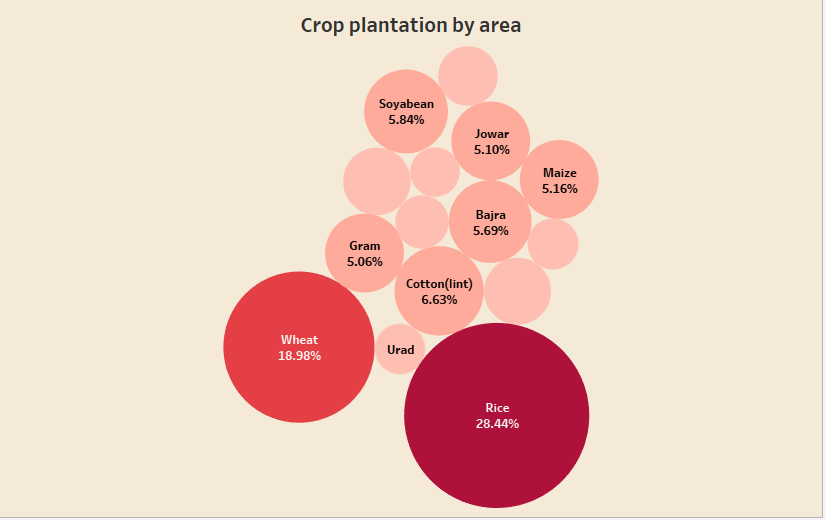 Crop plantation by area
Soyabean
5.84%
Jowar
5.10%
Maize
5.16%
Bajra
5.69%
Gram
5.06%
Cotton(lint)
6.63%
Wheat
18.98%
Urad
Rice
28.44%